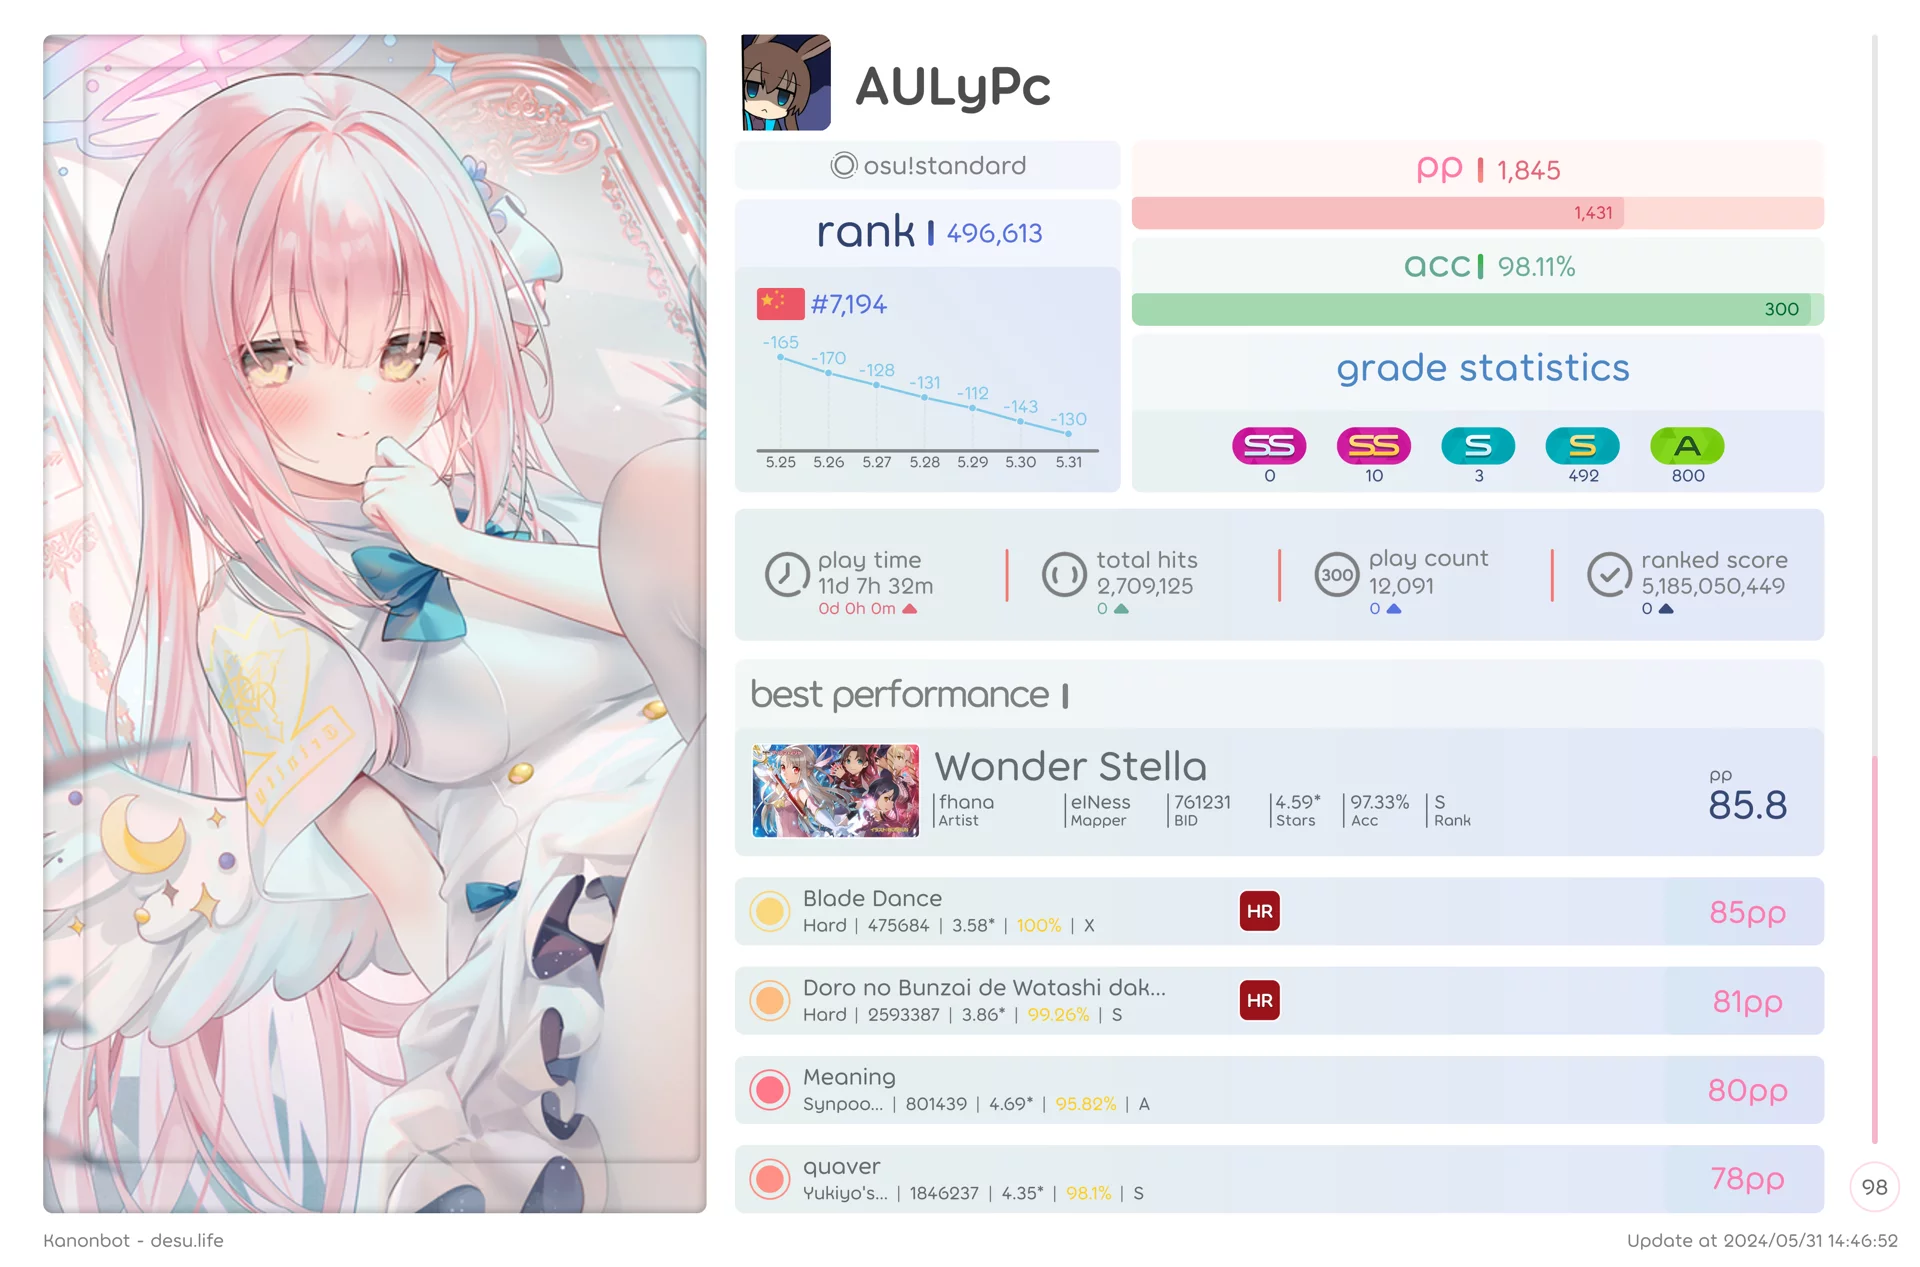 AULyPc
osu!standard
rank 496,613
#7,194
-165
-170
-128
-131
-112
-143
-130
5.25 5.26 5.27 5.28 5.29 5.30 5.31
pp 1,845
1,431
acc 98.11%
300
grade statistics
SS SS S S A
0 10 3 492 800
play time
11d 7h 32m
0d 0h 0m
total hits
2,709,125
0
300
play count
12,091
0
ranked score
5,185,050,449
0
best performance
Wonder Stella
fhana
Artist
elNess
Mapper
761231
BID
4.59*
Stars
97.33%
Acc
S
Rank
pp
85.8
Blade Dance
Hard | 475684 | 3.58* | 100% | X
HR
85pp
Doro no Bunzai de Watashi dak...
Hard | 2593387 | 3.86* | 99.26% | S
HR
81pp
Meaning
Synpoo... | 801439 | 4.69* | 95.82% | A
80pp
quaver
Yukiyo's... | 1846237 | 4.35* | 98.1% | S
78pp
98
Kanonbot - desu.life
Update at 2024/05/31 14:46:52